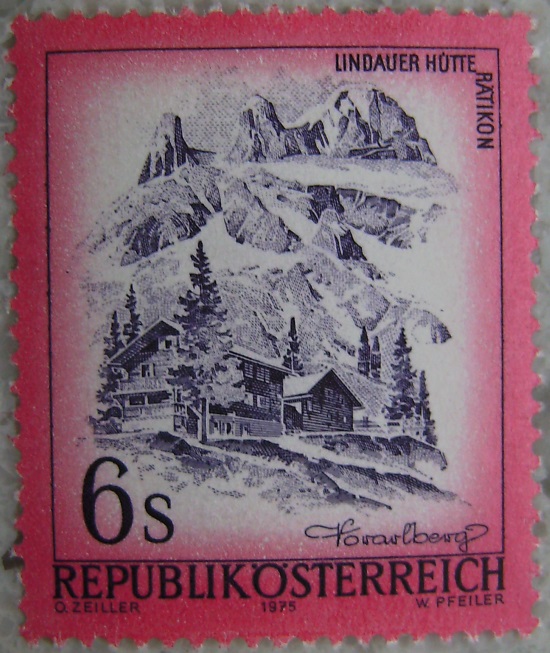 LINDAUER HÜTTE
RÄTIKON
6s
Vorarlberg
REPUBLIK ÖSTERREICH
O. ZEILLER 1975 W. PFEILER